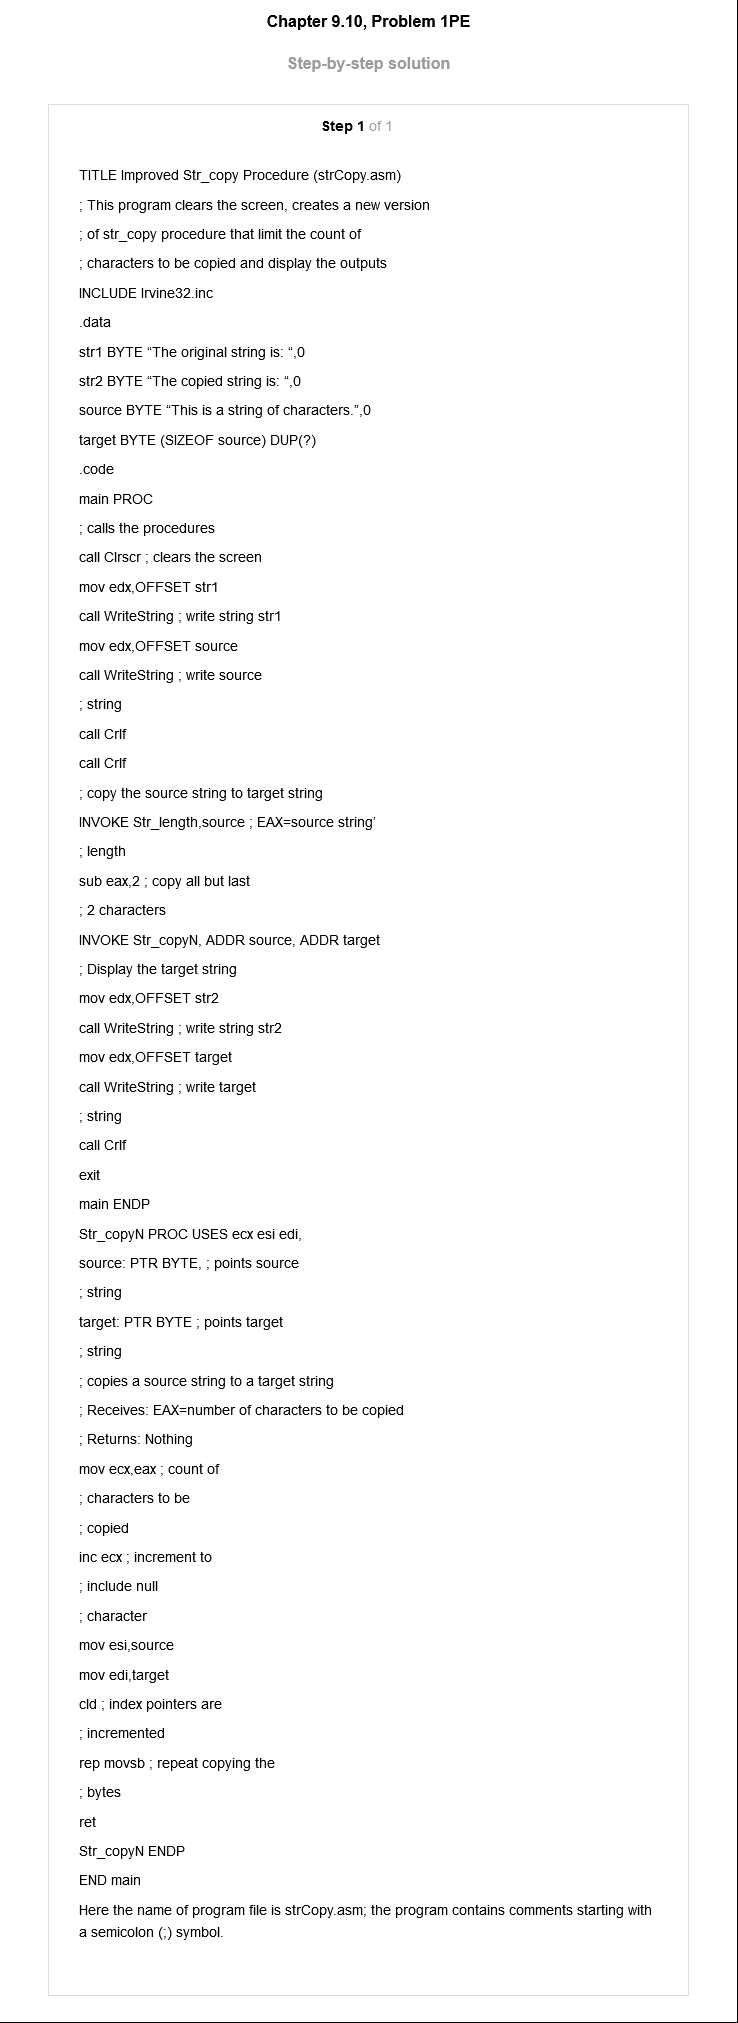 Chapter 9.10, Problem 1PE
Step-by-step solution
Step 1 of 1
TITLE Improved Str_copy Procedure (strCopy.asm)
; This program clears the screen, creates a new version
; of str_copy procedure that limit the count of
; characters to be copied and display the outputs
INCLUDE Irvine32.inc
.data
str1 BYTE “The original string is: “,0
str2 BYTE “The copied string is: “,0
source BYTE “This is a string of characters.”,0
target BYTE (SIZEOF source) DUP(?)
.code
main PROC
; calls the procedures
call Clrscr ; clears the screen
mov edx,OFFSET str1
call WriteString ; write string str1
mov edx,OFFSET source
call WriteString ; write source
; string
call Crlf
call Crlf
; copy the source string to target string
INVOKE Str_length,source ; EAX=source string’
; length
sub eax,2 ; copy all but last
; 2 characters
INVOKE Str_copyN, ADDR source, ADDR target
; Display the target string
mov edx,OFFSET str2
call WriteString ; write string str2
mov edx,OFFSET target
call WriteString ; write target
; string
call Crlf
exit
main ENDP
Str_copyN PROC USES ecx esi edi,
source: PTR BYTE, ; points source
; string
target: PTR BYTE ; points target
; string
; copies a source string to a target string
; Receives: EAX=number of characters to be copied
; Returns: Nothing
mov ecx,eax ; count of
; characters to be
; copied
inc ecx ; increment to
; include null
; character
mov esi,source
mov edi,target
cld ; index pointers are
; incremented
rep movsb ; repeat copying the
; bytes
ret
Str_copyN ENDP
END main
Here the name of program file is strCopy.asm; the program contains comments starting with
a semicolon (;) symbol.